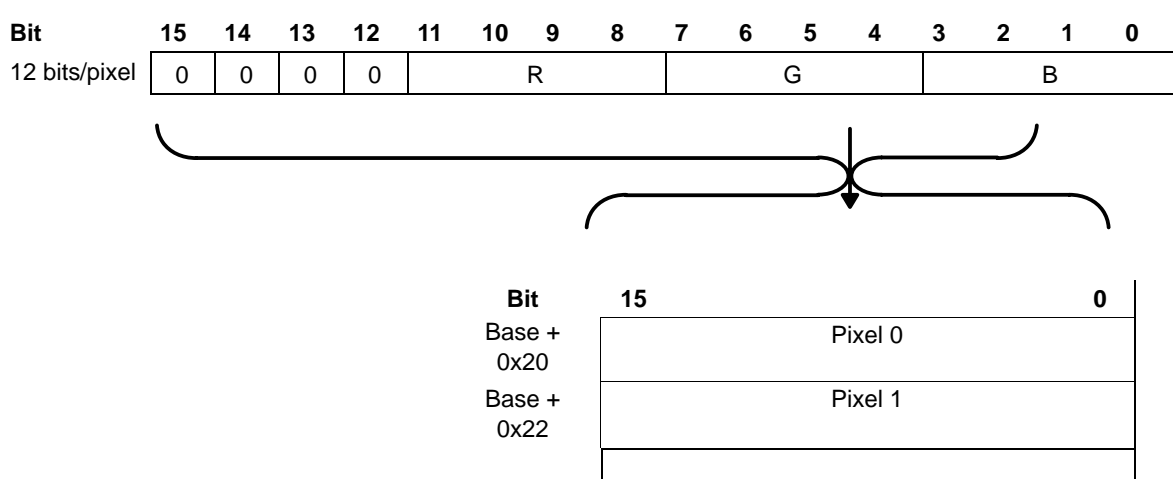 Bit 15 14 13 12 11 10 9 8 7 6 5 4 3 2 1 0
12 bits/pixel 0 0 0 0 R G B
Bit 15 0
Base + Pixel 0
0x20
Base + Pixel 1
0x22